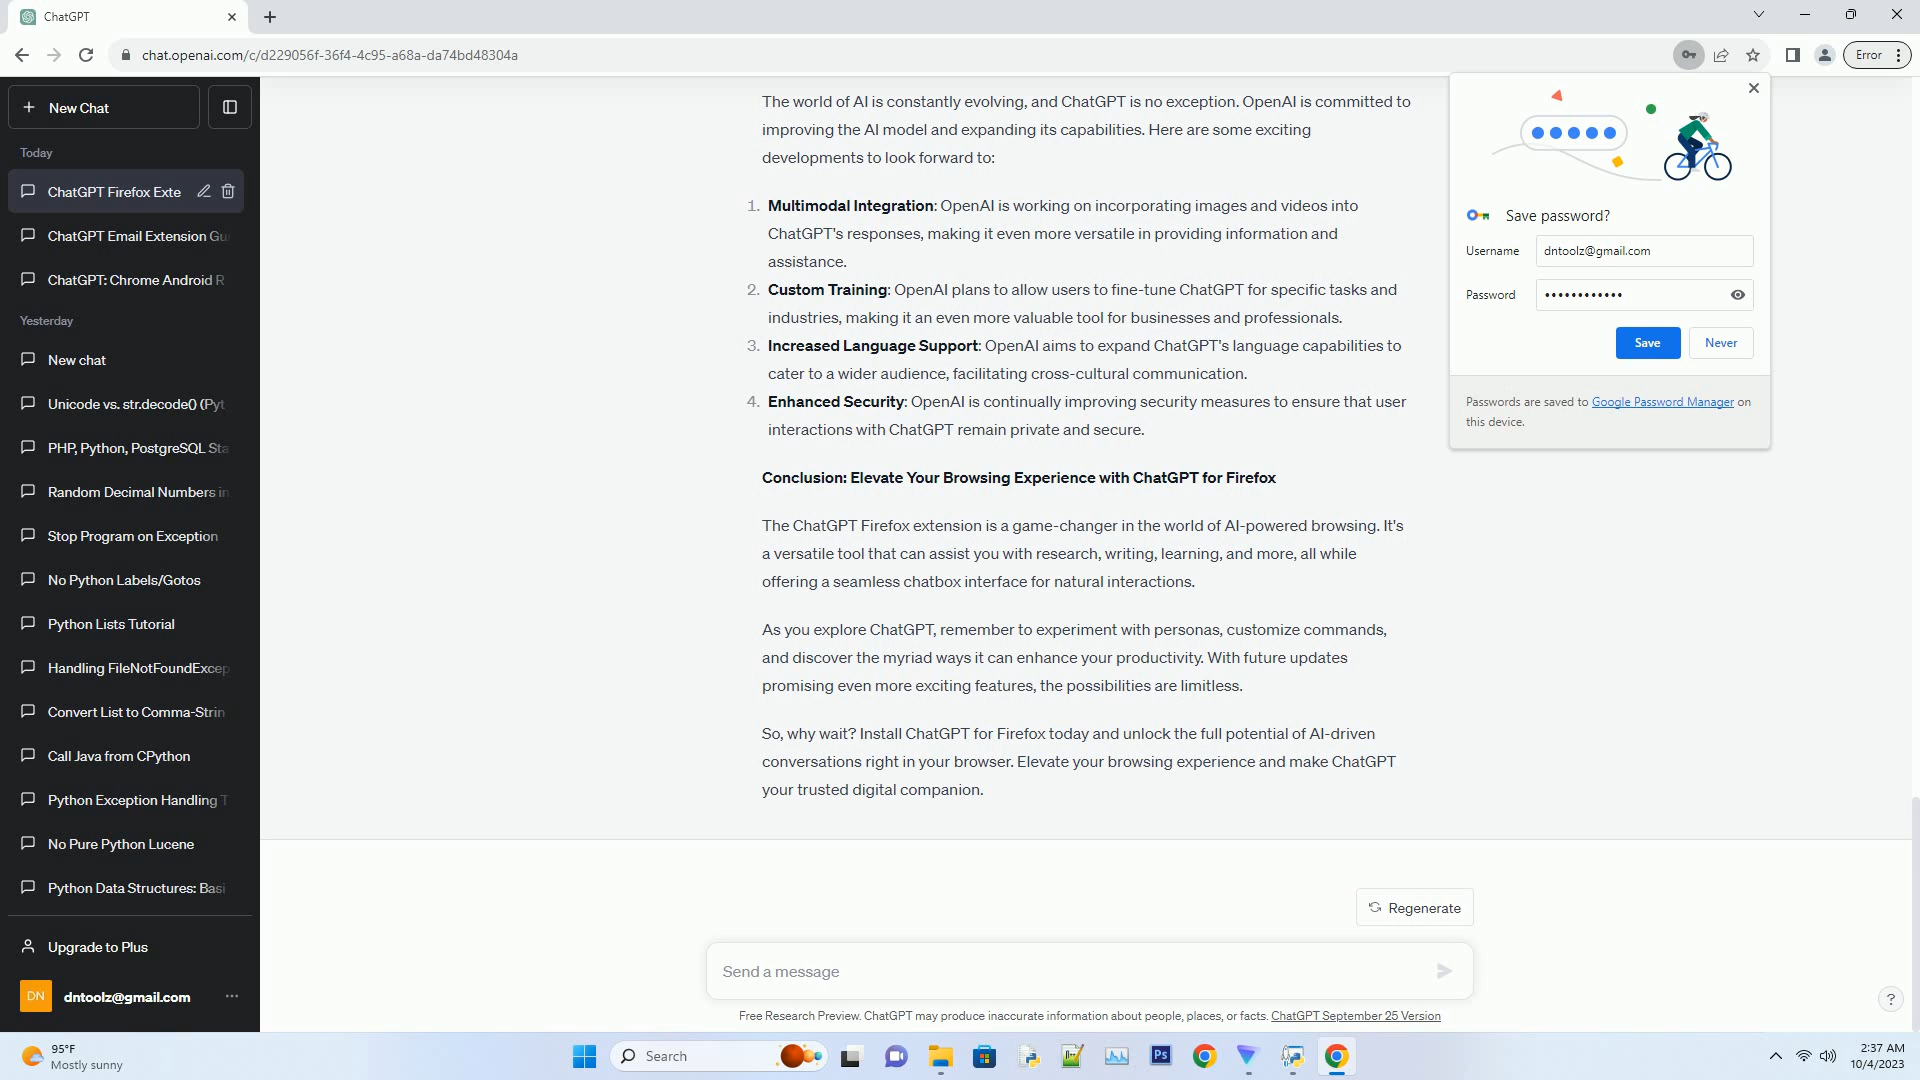 ChatGPT
chat.openai.com/c/d229056f-36f4-4c95-a68a-da74bd48304a
Error
New Chat
Today
ChatGPT Firefox Exte
ChatGPT Email Extension Gu
ChatGPT: Chrome Android R
Yesterday
New chat
Unicode vs. str.decode() (Pyt
PHP, Python, PostgreSQL Sta
Random Decimal Numbers in
Stop Program on Exception
No Python Labels/Gotos
Python Lists Tutorial
Handling FileNotFoundExcep
Convert List to Comma-Strin
Call Java from CPython
Python Exception Handling T
No Pure Python Lucene
Python Data Structures: Basi
Upgrade to Plus
DN
dntoolz@gmail.com
The world of AI is constantly evolving, and ChatGPT is no exception. OpenAI is committed to
improving the AI model and expanding its capabilities. Here are some exciting
developments to look forward to:
1. Multimodal Integration: OpenAI is working on incorporating images and videos into
ChatGPT's responses, making it even more versatile in providing information and
assistance.
2. Custom Training: OpenAI plans to allow users to fine-tune ChatGPT for specific tasks and
industries, making it an even more valuable tool for businesses and professionals.
3. Increased Language Support: OpenAI aims to expand ChatGPT's language capabilities to
cater to a wider audience, facilitating cross-cultural communication.
4. Enhanced Security: OpenAI is continually improving security measures to ensure that user
interactions with ChatGPT remain private and secure.
Conclusion: Elevate Your Browsing Experience with ChatGPT for Firefox
The ChatGPT Firefox extension is a game-changer in the world of AI-powered browsing. It's
a versatile tool that can assist you with research, writing, learning, and more, all while
offering a seamless chatbox interface for natural interactions.
As you explore ChatGPT, remember to experiment with personas, customize commands,
and discover the myriad ways it can enhance your productivity. With future updates
promising even more exciting features, the possibilities are limitless.
So, why wait? Install ChatGPT for Firefox today and unlock the full potential of AI-driven
conversations right in your browser. Elevate your browsing experience and make ChatGPT
your trusted digital companion.
Regenerate
Send a message
Free Research Preview. ChatGPT may produce inaccurate information about people, places, or facts. ChatGPT September 25 Version
?
Save password?
Username dntoolz@gmail.com
Password ••••••••••••
Save Never
Passwords are saved to Google Password Manager on
this device.
95°F
Mostly sunny
Search
Ps
2:37 AM
10/4/2023